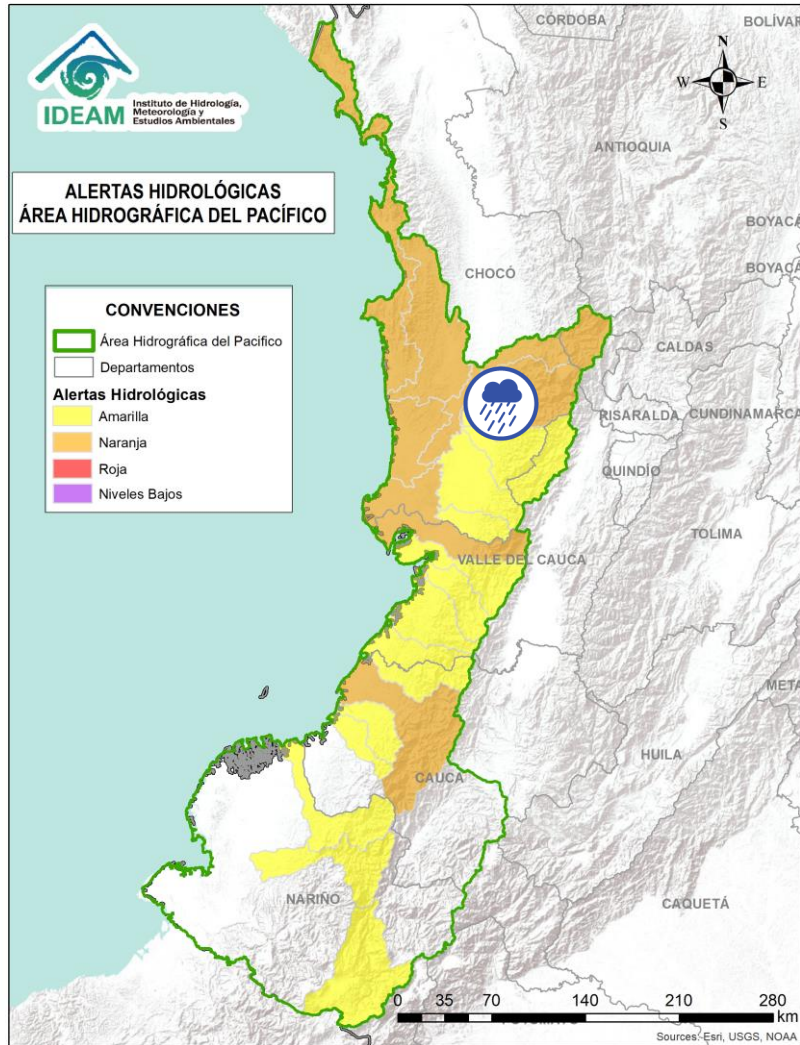 IDEAM
Instituto de Hidrología,
Meteorología y
Estudios Ambientales
ALERTAS HIDROLÓGICAS
ÁREA HIDROGRÁFICA DEL PACÍFICO
CONVENCIONES
Área Hidrográfica del Pacifico
Departamentos
Alertas Hidrológicas
Amarilla
Naranja
Roja
Niveles Bajos
N
W
E
S
CÓRDOBA
BOLÍVAR
ANTIOQUIA
BOYACÁ
BOYACÁ
CHOCÓ
CALDAS
RISARALDA
CUNDINAMARCA
QUINDÍO
TOLIMA
VALLE DEL CAUCA
META
HUILA
CAUCA
NARIÑO
CAQUETÁ
0 35 70 140 210 280
km
Sources: Esri, USGS, NOAA